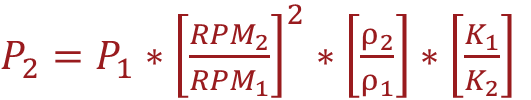 P₂ = P₁ * [RPM₂/RPM₁]² * [ρ₂/ρ₁] * [K₁/K₂]